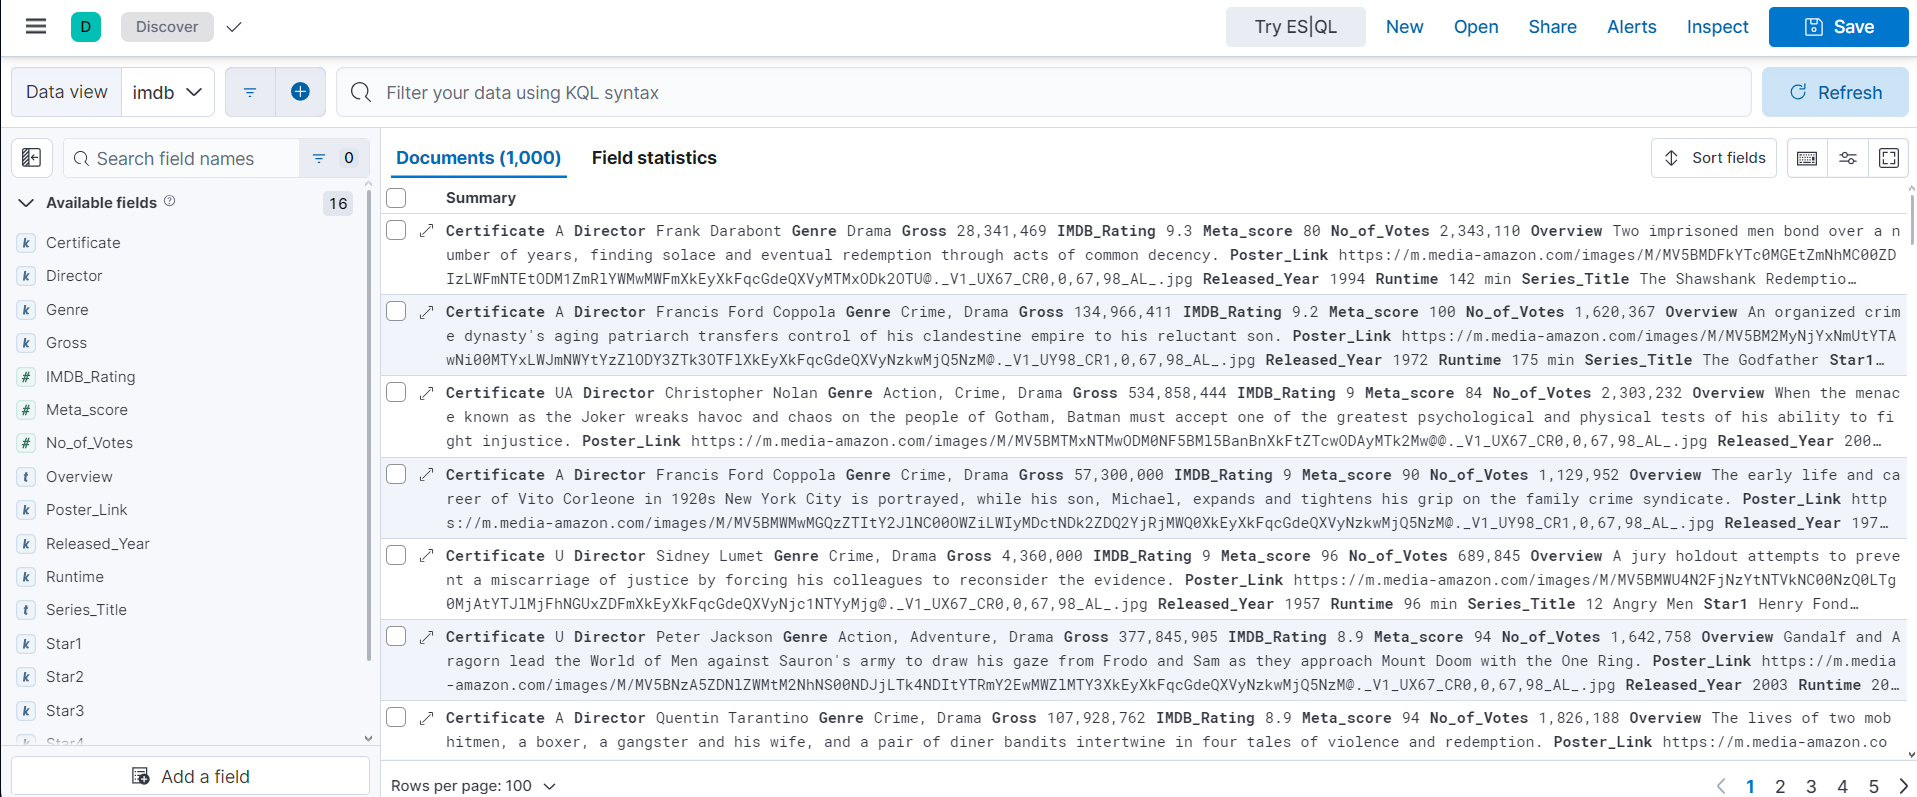 D Discover Try ES|QL New Open Share Alerts Inspect Save
Data view imdb Filter your data using KQL syntax Refresh
Search field names 0
Available fields 16
k Certificate
k Director
k Genre
k Gross
# IMDB_Rating
# Meta_score
# No_of_Votes
t Overview
k Poster_Link
k Released_Year
k Runtime
t Series_Title
k Star1
k Star2
k Star3
k Star4
Add a field
Documents (1,000) Field statistics Sort fields
Summary
Certificate A Director Frank Darabont Genre Drama Gross 28,341,469 IMDB_Rating 9.3 Meta_score 80 No_of_Votes 2,343,110 Overview Two imprisoned men bond over a n
umber of years, finding solace and eventual redemption through acts of common decency. Poster_Link https://m.media-amazon.com/images/M/MV5BMDFkYTc0MGEtZmNhMC00ZD
IzLWFmNTEtODM1ZmRlYWMwMWFmXkEyXkFqcGdeQXVyMTMxODk2OTU@._V1_UX67_CR0,0,67,98_AL_.jpg Released_Year 1994 Runtime 142 min Series_Title The Shawshank Redemptio…
Certificate A Director Francis Ford Coppola Genre Crime, Drama Gross 134,966,411 IMDB_Rating 9.2 Meta_score 100 No_of_Votes 1,620,367 Overview An organized crim
e dynasty's aging patriarch transfers control of his clandestine empire to his reluctant son. Poster_Link https://m.media-amazon.com/images/M/MV5BM2MyNjYxNmUtYTA
wNi00MTYxLWJmNWYtYzZlODY3ZTk3OTFlXkEyXkFqcGdeQXVyNzkwMjQ5NzM@._V1_UY98_CR1,0,67,98_AL_.jpg Released_Year 1972 Runtime 175 min Series_Title The Godfather Star1…
Certificate UA Director Christopher Nolan Genre Action, Crime, Drama Gross 534,858,444 IMDB_Rating 9 Meta_score 84 No_of_Votes 2,303,232 Overview When the menac
e known as the Joker wreaks havoc and chaos on the people of Gotham, Batman must accept one of the greatest psychological and physical tests of his ability to fi
ght injustice. Poster_Link https://m.media-amazon.com/images/M/MV5BMTMxNTMwODM0NF5BMl5BanBnXkFtZTcwODAyMTk2Mw@@._V1_UX67_CR0,0,67,98_AL_.jpg Released_Year 200…
Certificate A Director Francis Ford Coppola Genre Crime, Drama Gross 57,300,000 IMDB_Rating 9 Meta_score 90 No_of_Votes 1,129,952 Overview The early life and ca
reer of Vito Corleone in 1920s New York City is portrayed, while his son, Michael, expands and tightens his grip on the family crime syndicate. Poster_Link http
s://m.media-amazon.com/images/M/MV5BMWMwMGQzZTItY2JlNC00OWZiLWIyMDctNDk2ZDQ2YjRjMWQ0XkEyXkFqcGdeQXVyNzkwMjQ5NzM@._V1_UY98_CR1,0,67,98_AL_.jpg Released_Year 197…
Certificate U Director Sidney Lumet Genre Crime, Drama Gross 4,360,000 IMDB_Rating 9 Meta_score 96 No_of_Votes 689,845 Overview A jury holdout attempts to preve
nt a miscarriage of justice by forcing his colleagues to reconsider the evidence. Poster_Link https://m.media-amazon.com/images/M/MV5BMWU4N2FjNzYtNTVkNC00NzQ0LTg
0MjAtYTJlMjFhNGUxZDFmXkEyXkFqcGdeQXVyNjc1NTYyMjg@._V1_UX67_CR0,0,67,98_AL_.jpg Released_Year 1957 Runtime 96 min Series_Title 12 Angry Men Star1 Henry Fond…
Certificate U Director Peter Jackson Genre Action, Adventure, Drama Gross 377,845,905 IMDB_Rating 8.9 Meta_score 94 No_of_Votes 1,642,758 Overview Gandalf and A
ragorn lead the World of Men against Sauron's army to draw his gaze from Frodo and Sam as they approach Mount Doom with the One Ring. Poster_Link https://m.media
-amazon.com/images/M/MV5BNzA5ZDNlZWMtM2NhNS00NDJjLTk4NDItYTRmY2EwMWZlMTY3XkEyXkFqcGdeQXVyNzkwMjQ5NzM@._V1_UX67_CR0,0,67,98_AL_.jpg Released_Year 2003 Runtime 20…
Certificate A Director Quentin Tarantino Genre Crime, Drama Gross 107,928,762 IMDB_Rating 8.9 Meta_score 94 No_of_Votes 1,826,188 Overview The lives of two mob
hitmen, a boxer, a gangster and his wife, and a pair of diner bandits intertwine in four tales of violence and redemption. Poster_Link https://m.media-amazon.co
Rows per page: 100 1 2 3 4 5